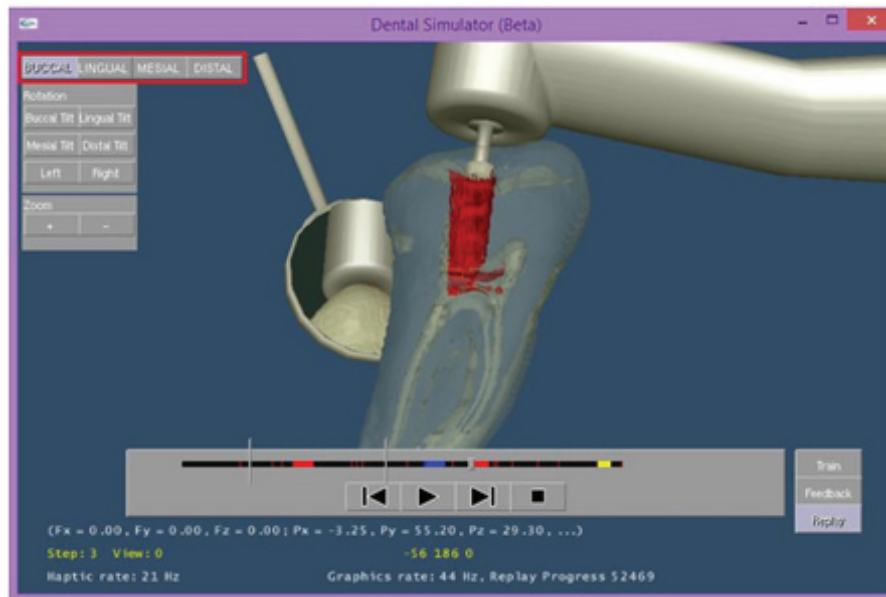 Dental Simulator (Beta)
BUCCAL LINGUAL MESIAL DISTAL
Rotation
Buccal Tilt Lingual Tilt
Mesial Tilt Distal Tilt
Left Right
Zoom
+ -
Train
Feedback
Replay
(Fx = 0.00, Fy = 0.00, Fz = 0.00; Px = -3.25, Py = 55.20, Pz = 29.30, ...)
Step: 3 View: 0 -56 186 0
Haptic rate: 21 Hz Graphics rate: 44 Hz, Replay Progress 52469